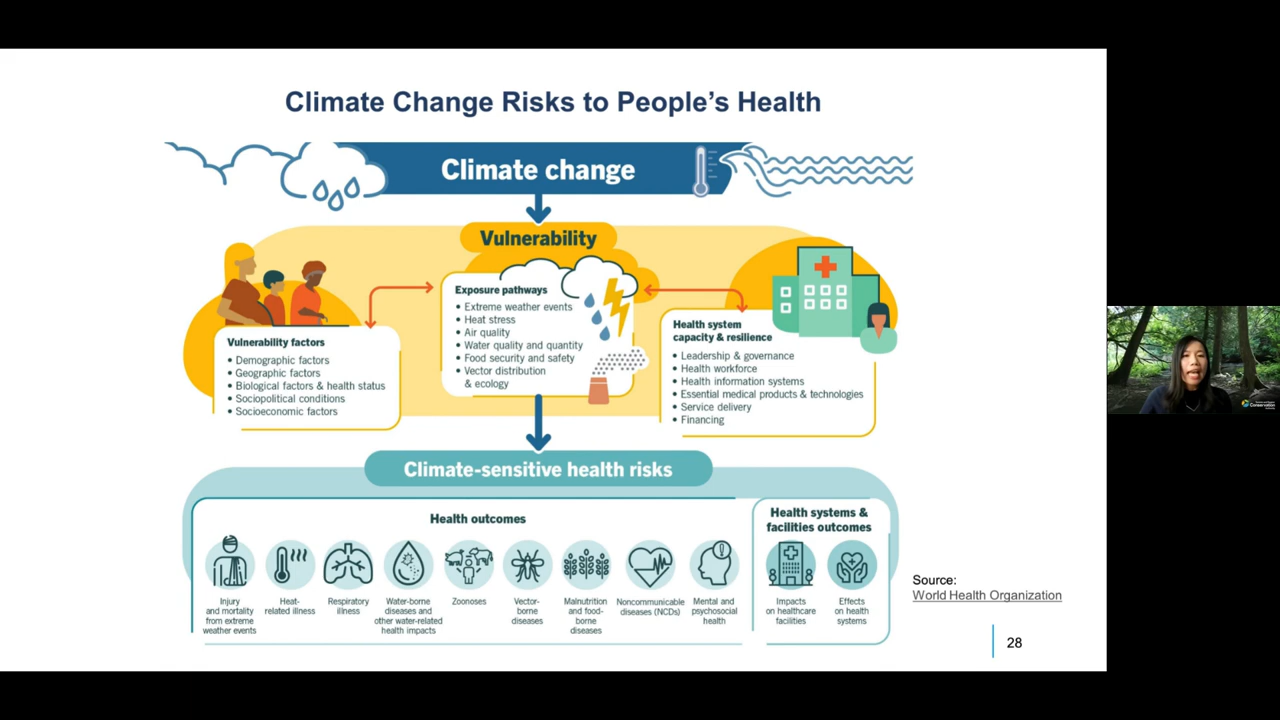 Climate Change Risks to People's Health
Climate change
Vulnerability
Vulnerability factors
• Demographic factors
• Geographic factors
• Biological factors & health status
• Sociopolitical conditions
• Socioeconomic factors
Exposure pathways
• Extreme weather events
• Heat stress
• Air quality
• Water quality and quantity
• Food security and safety
• Vector distribution
& ecology
Health system
capacity & resilience
• Leadership & governance
• Health workforce
• Health information systems
• Essential medical products & technologies
• Service delivery
• Financing
Climate-sensitive health risks
Health outcomes
Injury
and mortality
from extreme
weather events
Heat-
related illness
Respiratory
illness
Water-borne
diseases and
other water-related
health impacts
Zoonoses
Vector-
borne
diseases
Malnutrition
and food-
borne
diseases
Noncommunicable
diseases (NCDs)
Mental and
psychosocial
health
Health systems &
facilities outcomes
Impacts
on healthcare
facilities
Effects
on health
systems
Source:
World Health Organization
28
Conservation